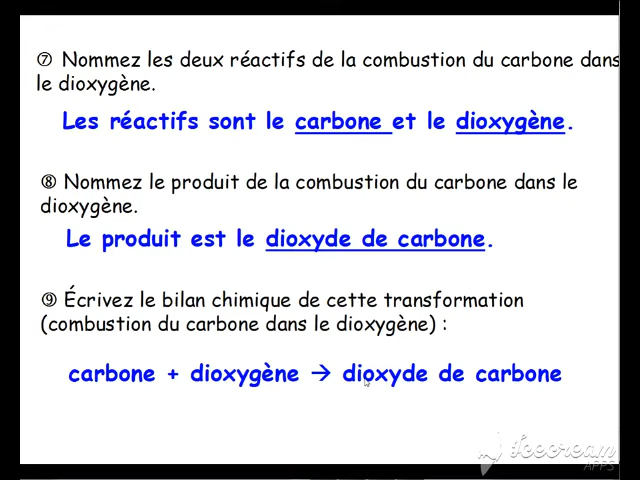 ⑦ Nommez les deux réactifs de la combustion du carbone dans
le dioxygène.
Les réactifs sont le carbone et le dioxygène.
⑧ Nommez le produit de la combustion du carbone dans le
dioxygène.
Le produit est le dioxyde de carbone.
⑨ Écrivez le bilan chimique de cette transformation
(combustion du carbone dans le dioxygène) :
carbone + dioxygène → dioxyde de carbone
Icecream
APPS